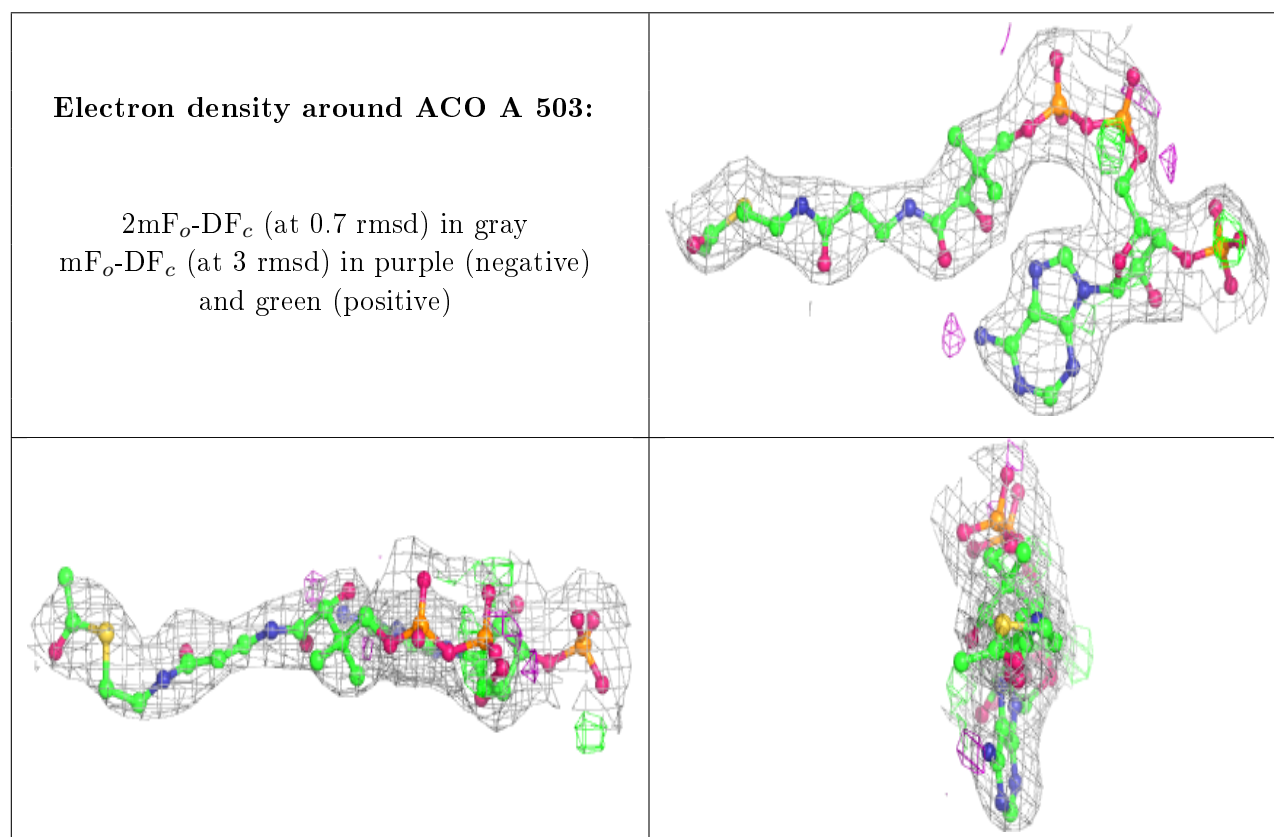 Electron density around ACO A 503:
2mFₒ-DF𝒸 (at 0.7 rmsd) in gray
mFₒ-DF𝒸 (at 3 rmsd) in purple (negative)
and green (positive)